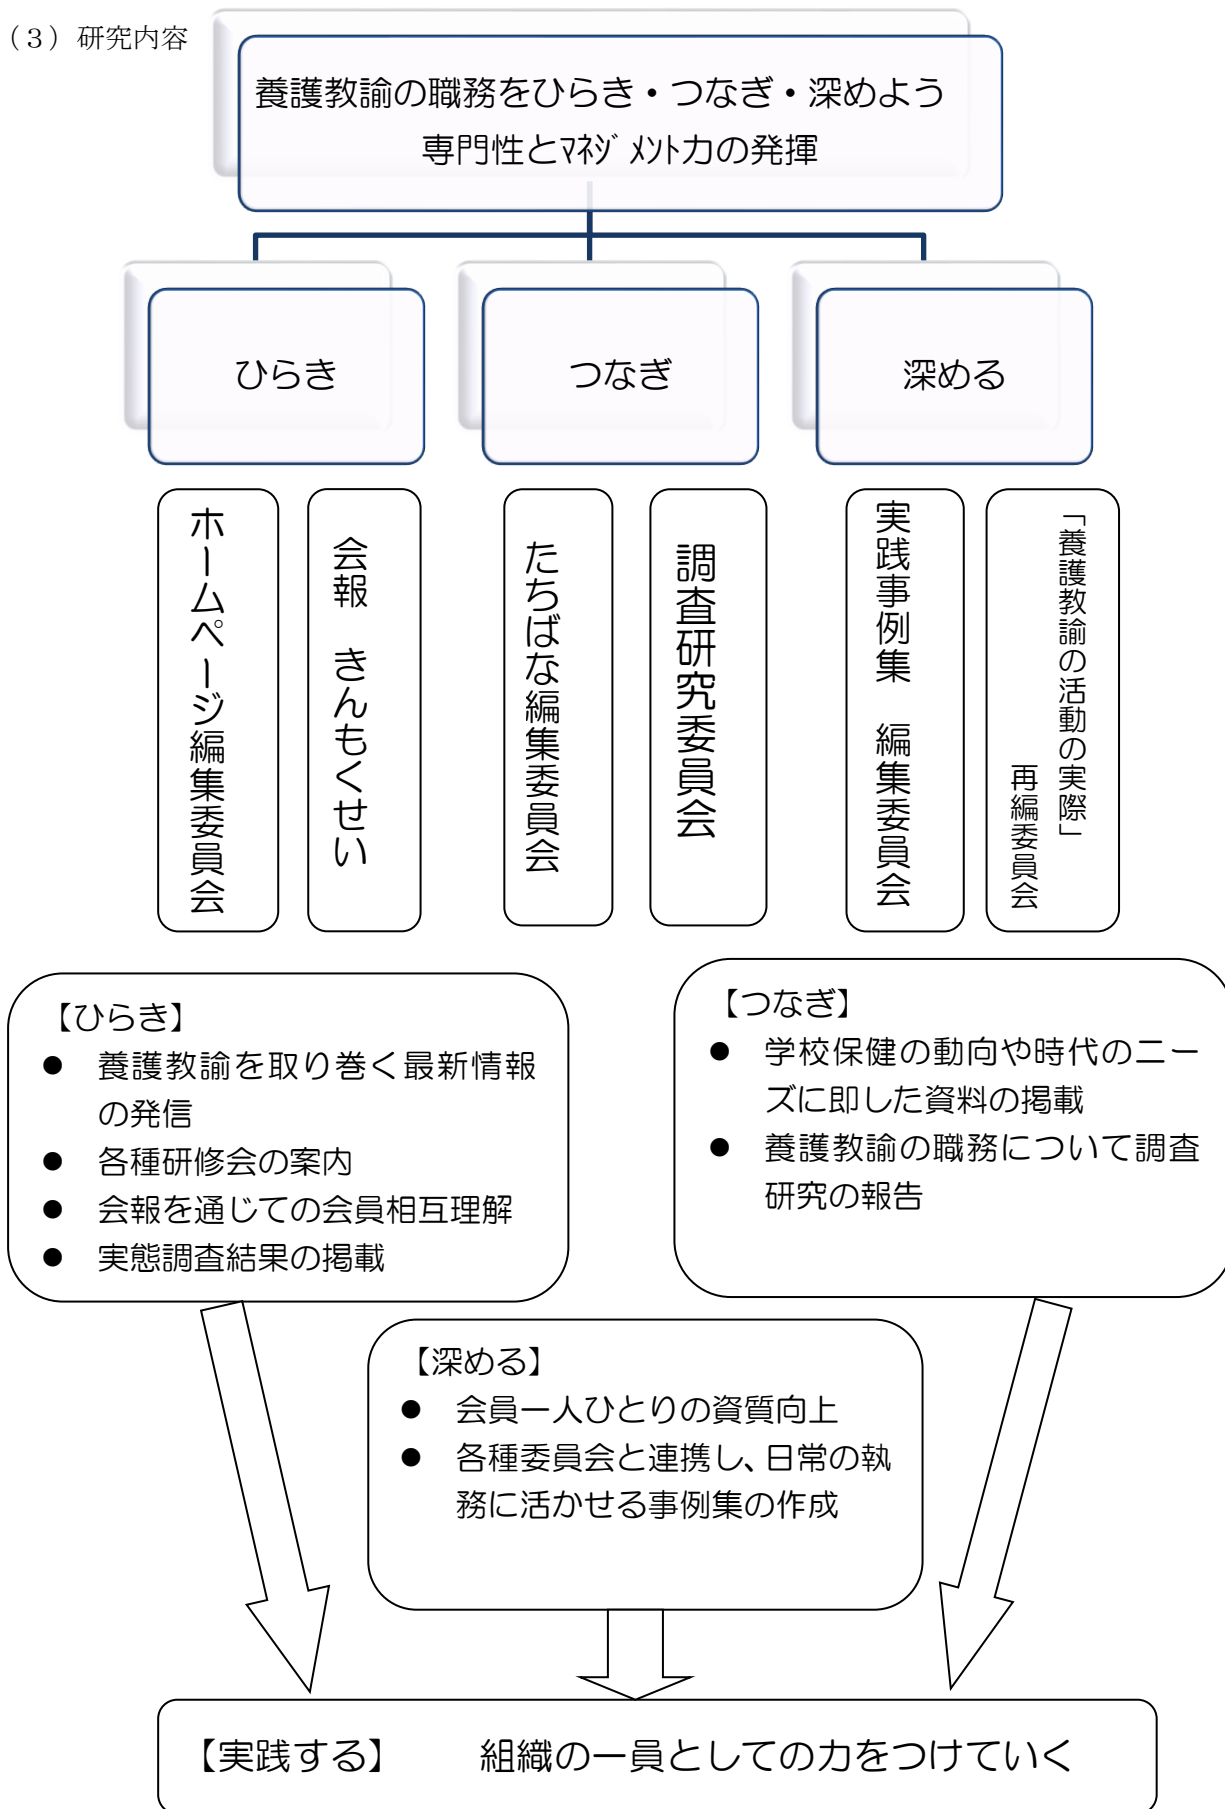 （３）研究内容
養護教諭の職務をひらき・つなぎ・深めよう
専門性とﾏﾈｼﾞﾒﾝﾄ力の発揮
ひらき
つなぎ
深める
ホームページ編集委員会
会報　きんもくせい
たちばな編集委員会
調査研究委員会
実践事例集　編集委員会
「養護教諭の活動の実際」
再編委員会
【ひらき】
● 養護教諭を取り巻く最新情報
の発信
● 各種研修会の案内
● 会報を通じての会員相互理解
● 実態調査結果の掲載
【つなぎ】
● 学校保健の動向や時代のニー
ズに即した資料の掲載
● 養護教諭の職務について調査
研究の報告
【深める】
● 会員一人ひとりの資質向上
● 各種委員会と連携し、日常の執
務に活かせる事例集の作成
【実践する】　　組織の一員としての力をつけていく